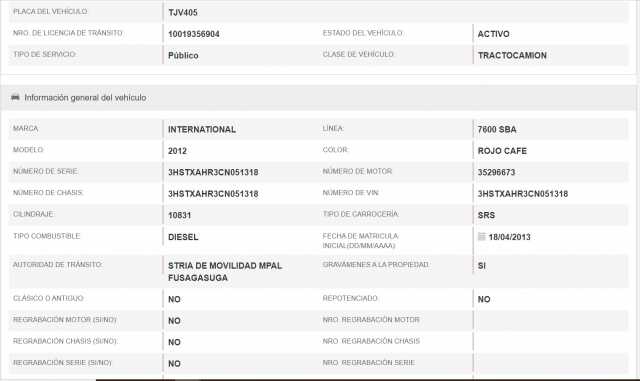 PLACA DEL VEHÍCULO: TJV405
NRO. DE LICENCIA DE TRÁNSITO: 10019356904 ESTADO DEL VEHÍCULO: ACTIVO
TIPO DE SERVICIO: Público CLASE DE VEHÍCULO: TRACTOCAMION
Información general del vehículo
MARCA: INTERNATIONAL LÍNEA: 7600 SBA
MODELO: 2012 COLOR: ROJO CAFE
NÚMERO DE SERIE: 3HSTXAHR3CN051318 NÚMERO DE MOTOR: 35296673
NÚMERO DE CHASIS: 3HSTXAHR3CN051318 NÚMERO DE VIN: 3HSTXAHR3CN051318
CILINDRAJE: 10831 TIPO DE CARROCERÍA: SRS
TIPO COMBUSTIBLE: DIESEL FECHA DE MATRICULA
INICIAL(DD/MM/AAAA): 18/04/2013
AUTORIDAD DE TRÁNSITO: STRIA DE MOVILIDAD MPAL GRAVÁMENES A LA PROPIEDAD: SI
FUSAGASUGA
CLÁSICO O ANTIGUO: NO REPOTENCIADO: NO
REGRABACIÓN MOTOR (SI/NO) NO NRO. REGRABACIÓN MOTOR
REGRABACIÓN CHASIS (SI/NO): NO NRO. REGRABACIÓN CHASIS
REGRABACIÓN SERIE (SI/NO): NO NRO. REGRABACIÓN SERIE